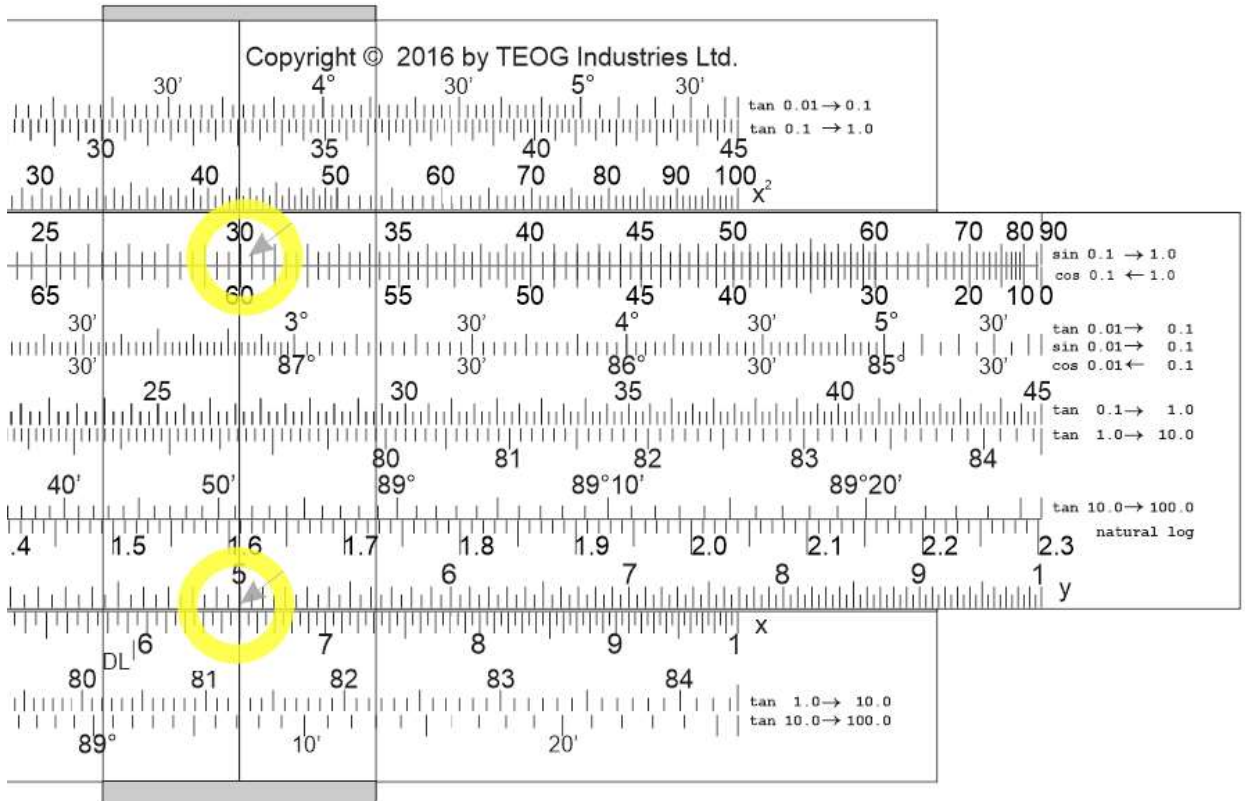 Copyright © 2016 by TEOG Industries Ltd.
30' 4° 30' 5° 30'
tan 0.01→0.1
tan 0.1 →1.0
30 35 40 45
30 40 50 60 70 80 90 100 x²
25 30 35 40 45 50 60 70 80 90
sin 0.1 →1.0
cos 0.1 ←1.0
65 60 55 50 45 40 30 20 10 0
30' 3° 30' 4° 30' 5° 30'
tan 0.01→ 0.1
sin 0.01→ 0.1
cos 0.01← 0.1
30' 87° 30' 86° 30' 85° 30'
25 30 35 40 45
tan 0.1→ 1.0
tan 1.0→ 10.0
80 81 82 83 84
40' 50' 89° 89°10' 89°20'
tan 10.0→100.0
natural log
.4 1.5 1.6 1.7 1.8 1.9 2.0 2.1 2.2 2.3
5 6 7 8 9 1 y
6 7 8 9 1 x
DL
80 81 82 83 84
tan 1.0→ 10.0
tan 10.0→100.0
89° 10' 20'